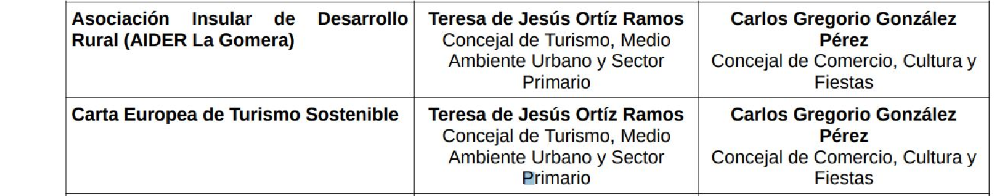 Asociación Insular de Desarrollo
Rural (AIDER La Gomera)
Teresa de Jesús Ortíz Ramos
Concejal de Turismo, Medio
Ambiente Urbano y Sector
Primario
Carlos Gregorio González
Pérez
Concejal de Comercio, Cultura y
Fiestas
Carta Europea de Turismo Sostenible
Teresa de Jesús Ortíz Ramos
Concejal de Turismo, Medio
Ambiente Urbano y Sector
Primario
Carlos Gregorio González
Pérez
Concejal de Comercio, Cultura y
Fiestas